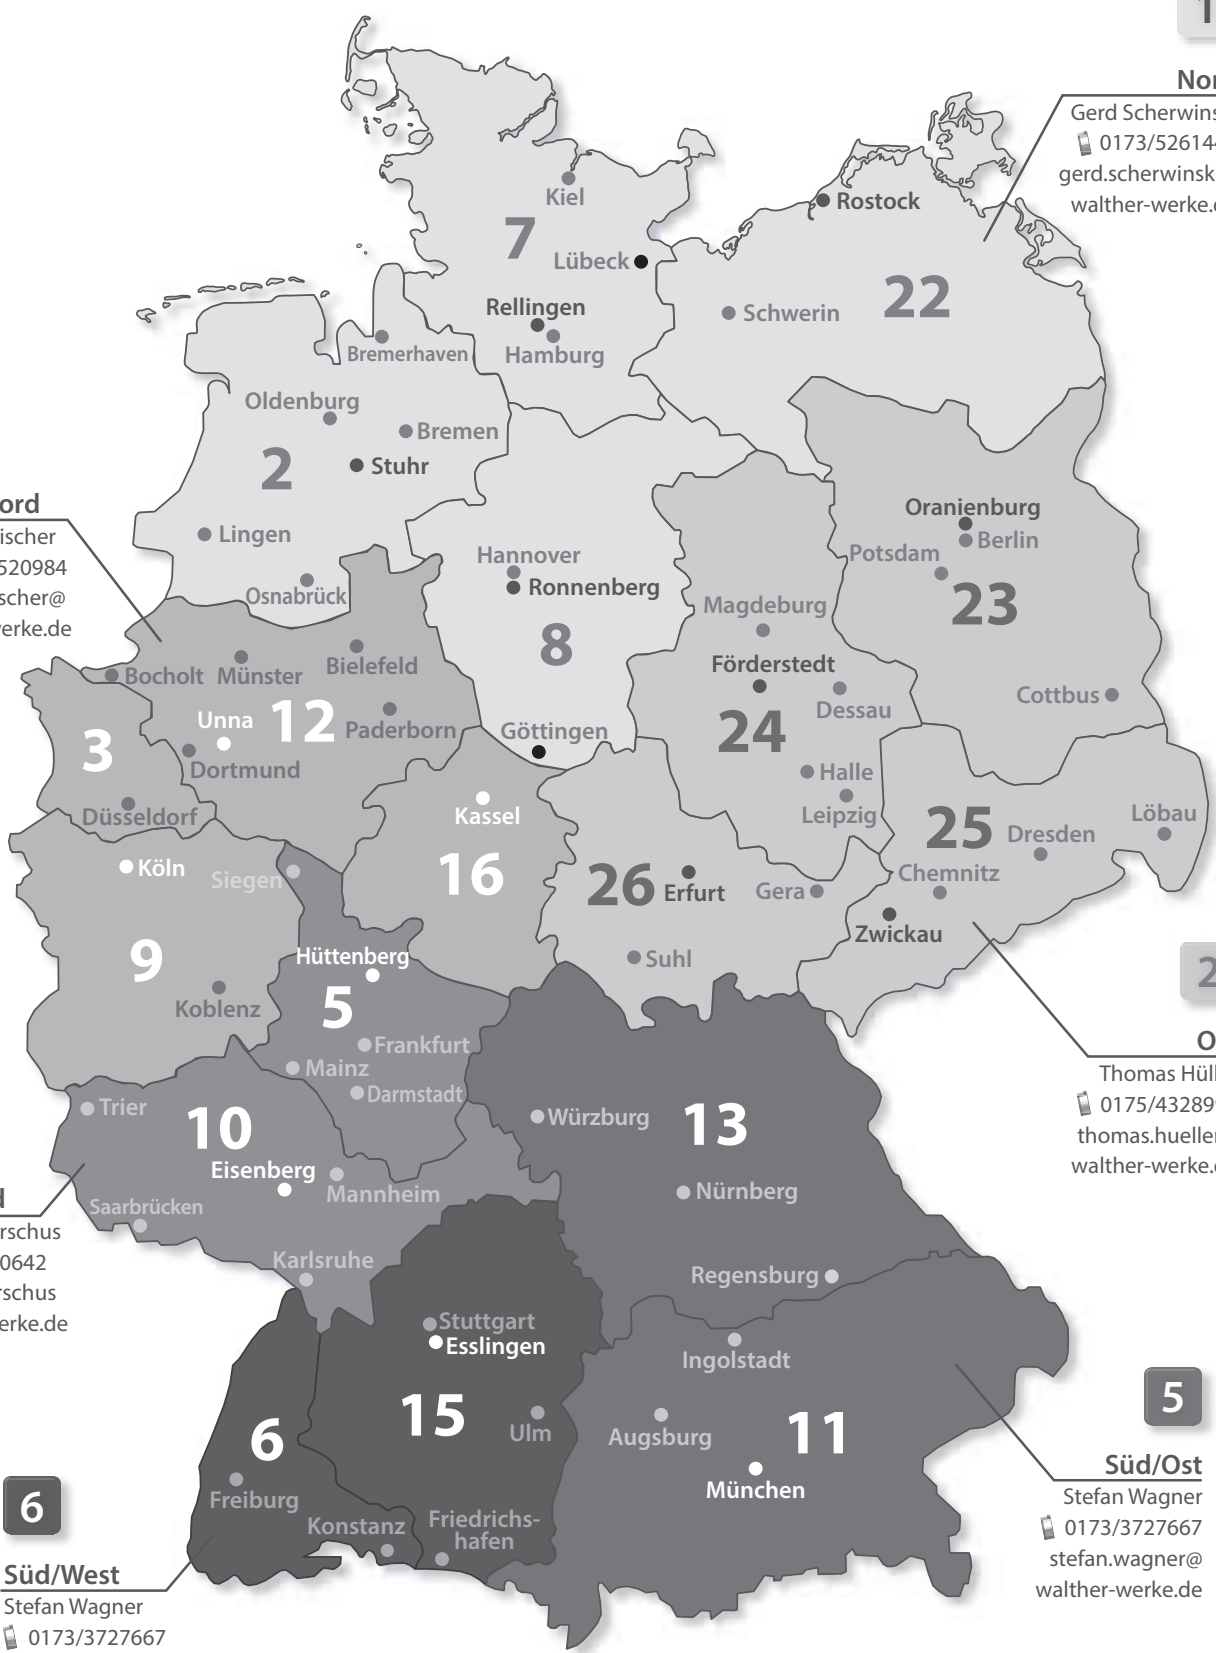 1
Nor
Gerd Scherwins
0173/52614
gerd.scherwinsk
walther-werke.
Kiel
7
Lübeck
Rostock
Rellingen
Hamburg
Schwerin
22
Bremerhaven
Oldenburg
Bremen
2
Stuhr
Lingen
Osnabrück
ord
ischer
520984
scher@
verke.de
Hannover
Ronnenberg
8
Göttingen
Oranienburg
Berlin
Potsdam
23
Cottbus
Magdeburg
Förderstedt
Dessau
24
Halle
Leipzig
Bocholt
Münster
Bielefeld
Unna
12
Paderborn
Dortmund
3
Düsseldorf
Kassel
16
26
Erfurt
Gera
Suhl
25
Dresden
Löbau
Chemnitz
Zwickau
Köln
Siegen
9
Koblenz
Hüttenberg
5
Frankfurt
Mainz
Darmstadt
2
O
Thomas Hüll
0175/43289
thomas.hueller
walther-werke.
Trier
10
Eisenberg
Mannheim
Saarbrücken
Karlsruhe
d
rschus
0642
rschus
erke.de
Würzburg
13
Nürnberg
Regensburg
Stuttgart
Esslingen
15
Ulm
Ingolstadt
Augsburg
11
München
6
Freiburg
Konstanz
Friedrichs-
hafen
5
Süd/Ost
Stefan Wagner
0173/3727667
stefan.wagner@
walther-werke.de
6
Süd/West
Stefan Wagner
0173/3727667